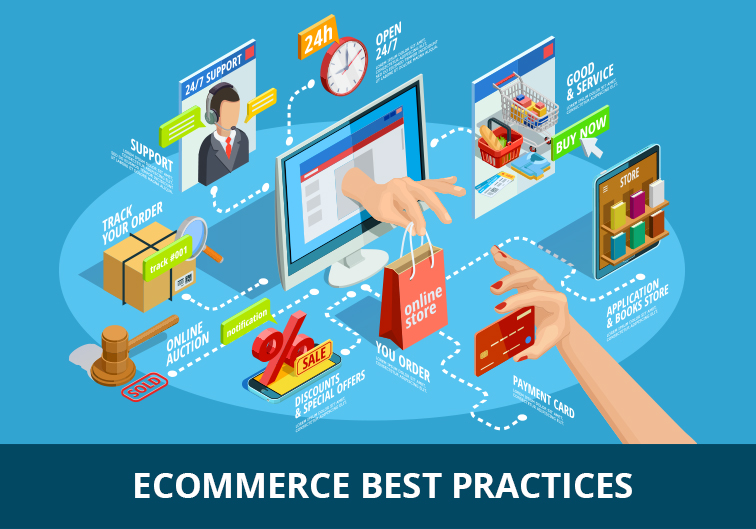 24h
OPEN
24/7
24/7 SUPPORT
SUPPORT
GOOD
& SERVICE
BUY NOW
STORE
TRACK
YOUR ORDER
track #001
APPLICATION
& BOOKS STORE
online
store
ONLINE
AUCTION
notification
SOLD
SALE
DISCOUNTS
& SPECIAL OFFERS
YOU ORDER
PAYMENT CARD
ECOMMERCE BEST PRACTICES